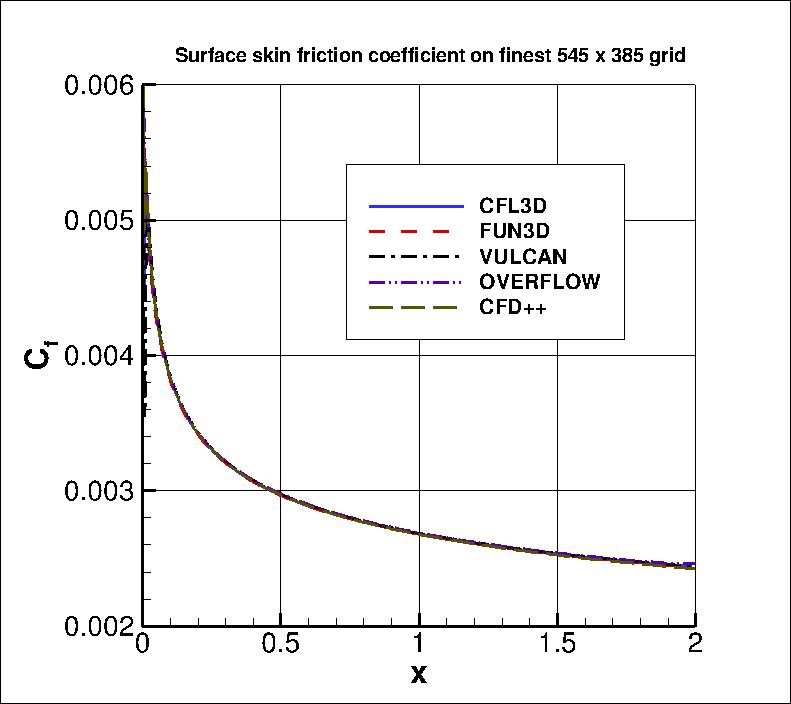 Surface skin friction coefficient on finest 545 x 385 grid
0.006
0.005
0.004
0.003
0.002
Cf
CFL3D
FUN3D
VULCAN
OVERFLOW
CFD++
0 0.5 1 1.5 2
x